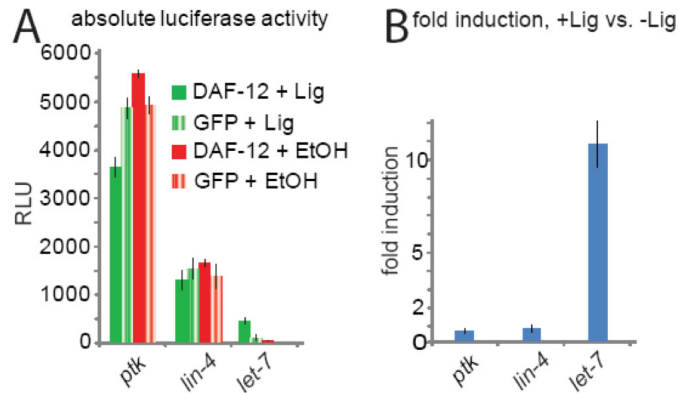 A absolute luciferase activity
6000
5000
4000
3000
2000
1000
0
RLU
DAF-12 + Lig
GFP + Lig
DAF-12 + EtOH
GFP + EtOH
ptk
lin-4
let-7
B fold induction, +Lig vs. -Lig
10
5
2
0
fold induction
ptk
lin-4
let-7